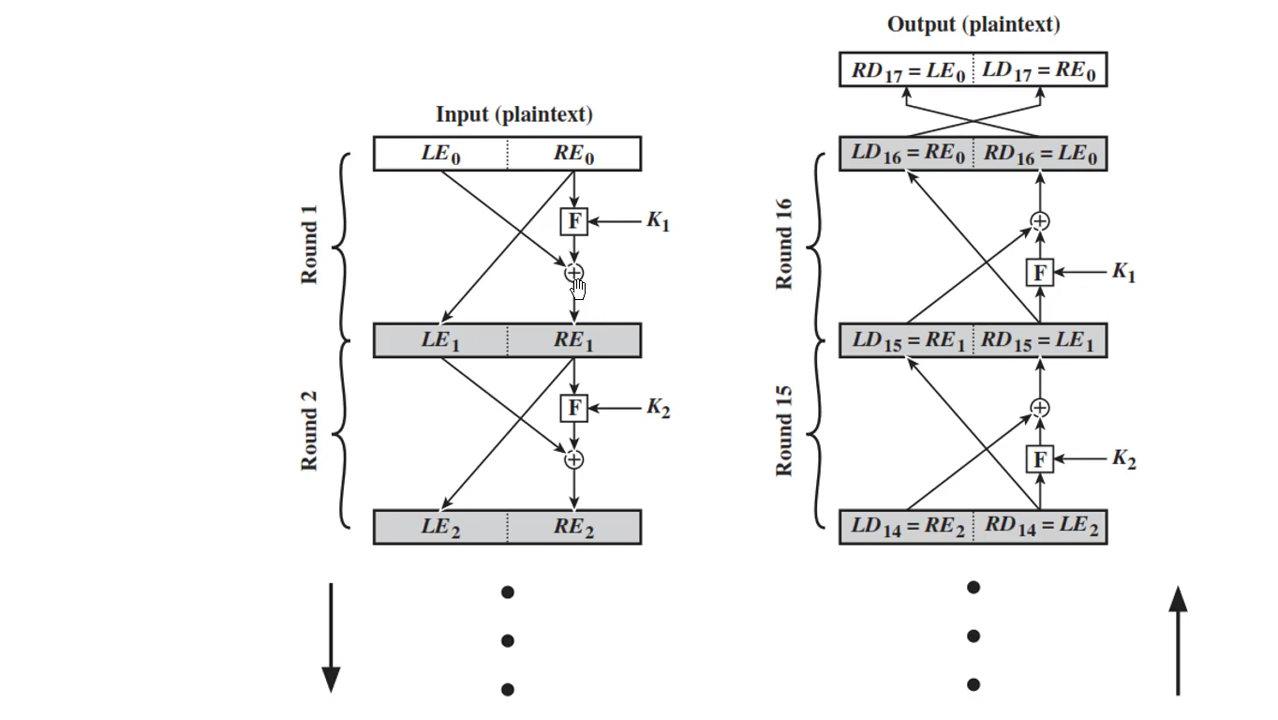 Input (plaintext)
LE₀ RE₀
Round 1
F K₁
LE₁ RE₁
Round 2
F K₂
LE₂ RE₂
Output (plaintext)
RD₁₇ = LE₀ LD₁₇ = RE₀
LD₁₆ = RE₀ RD₁₆ = LE₀
Round 16
F K₁
LD₁₅ = RE₁ RD₁₅ = LE₁
Round 15
F K₂
LD₁₄ = RE₂ RD₁₄ = LE₂